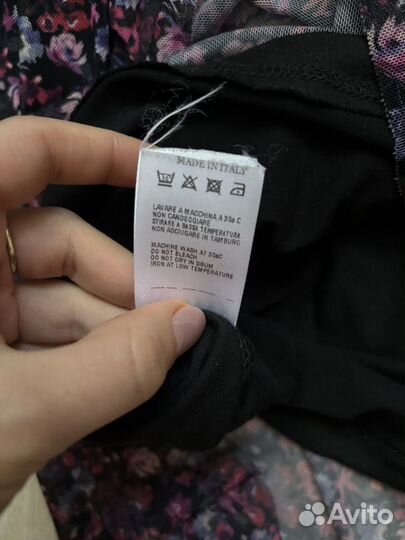 MADE IN ITALY
LAVARE A MACCHINA A 30a C
NON CANDEGGIARE
STIRARE A BASSA TEMPERATURA
NON ASCIUGARE IN TAMBURO
MACHINE WASH AT 30aC
DO NOT BLEACH
DO NOT DRY IN DRUM
IRON AT LOW TEMPERATURE
Avito